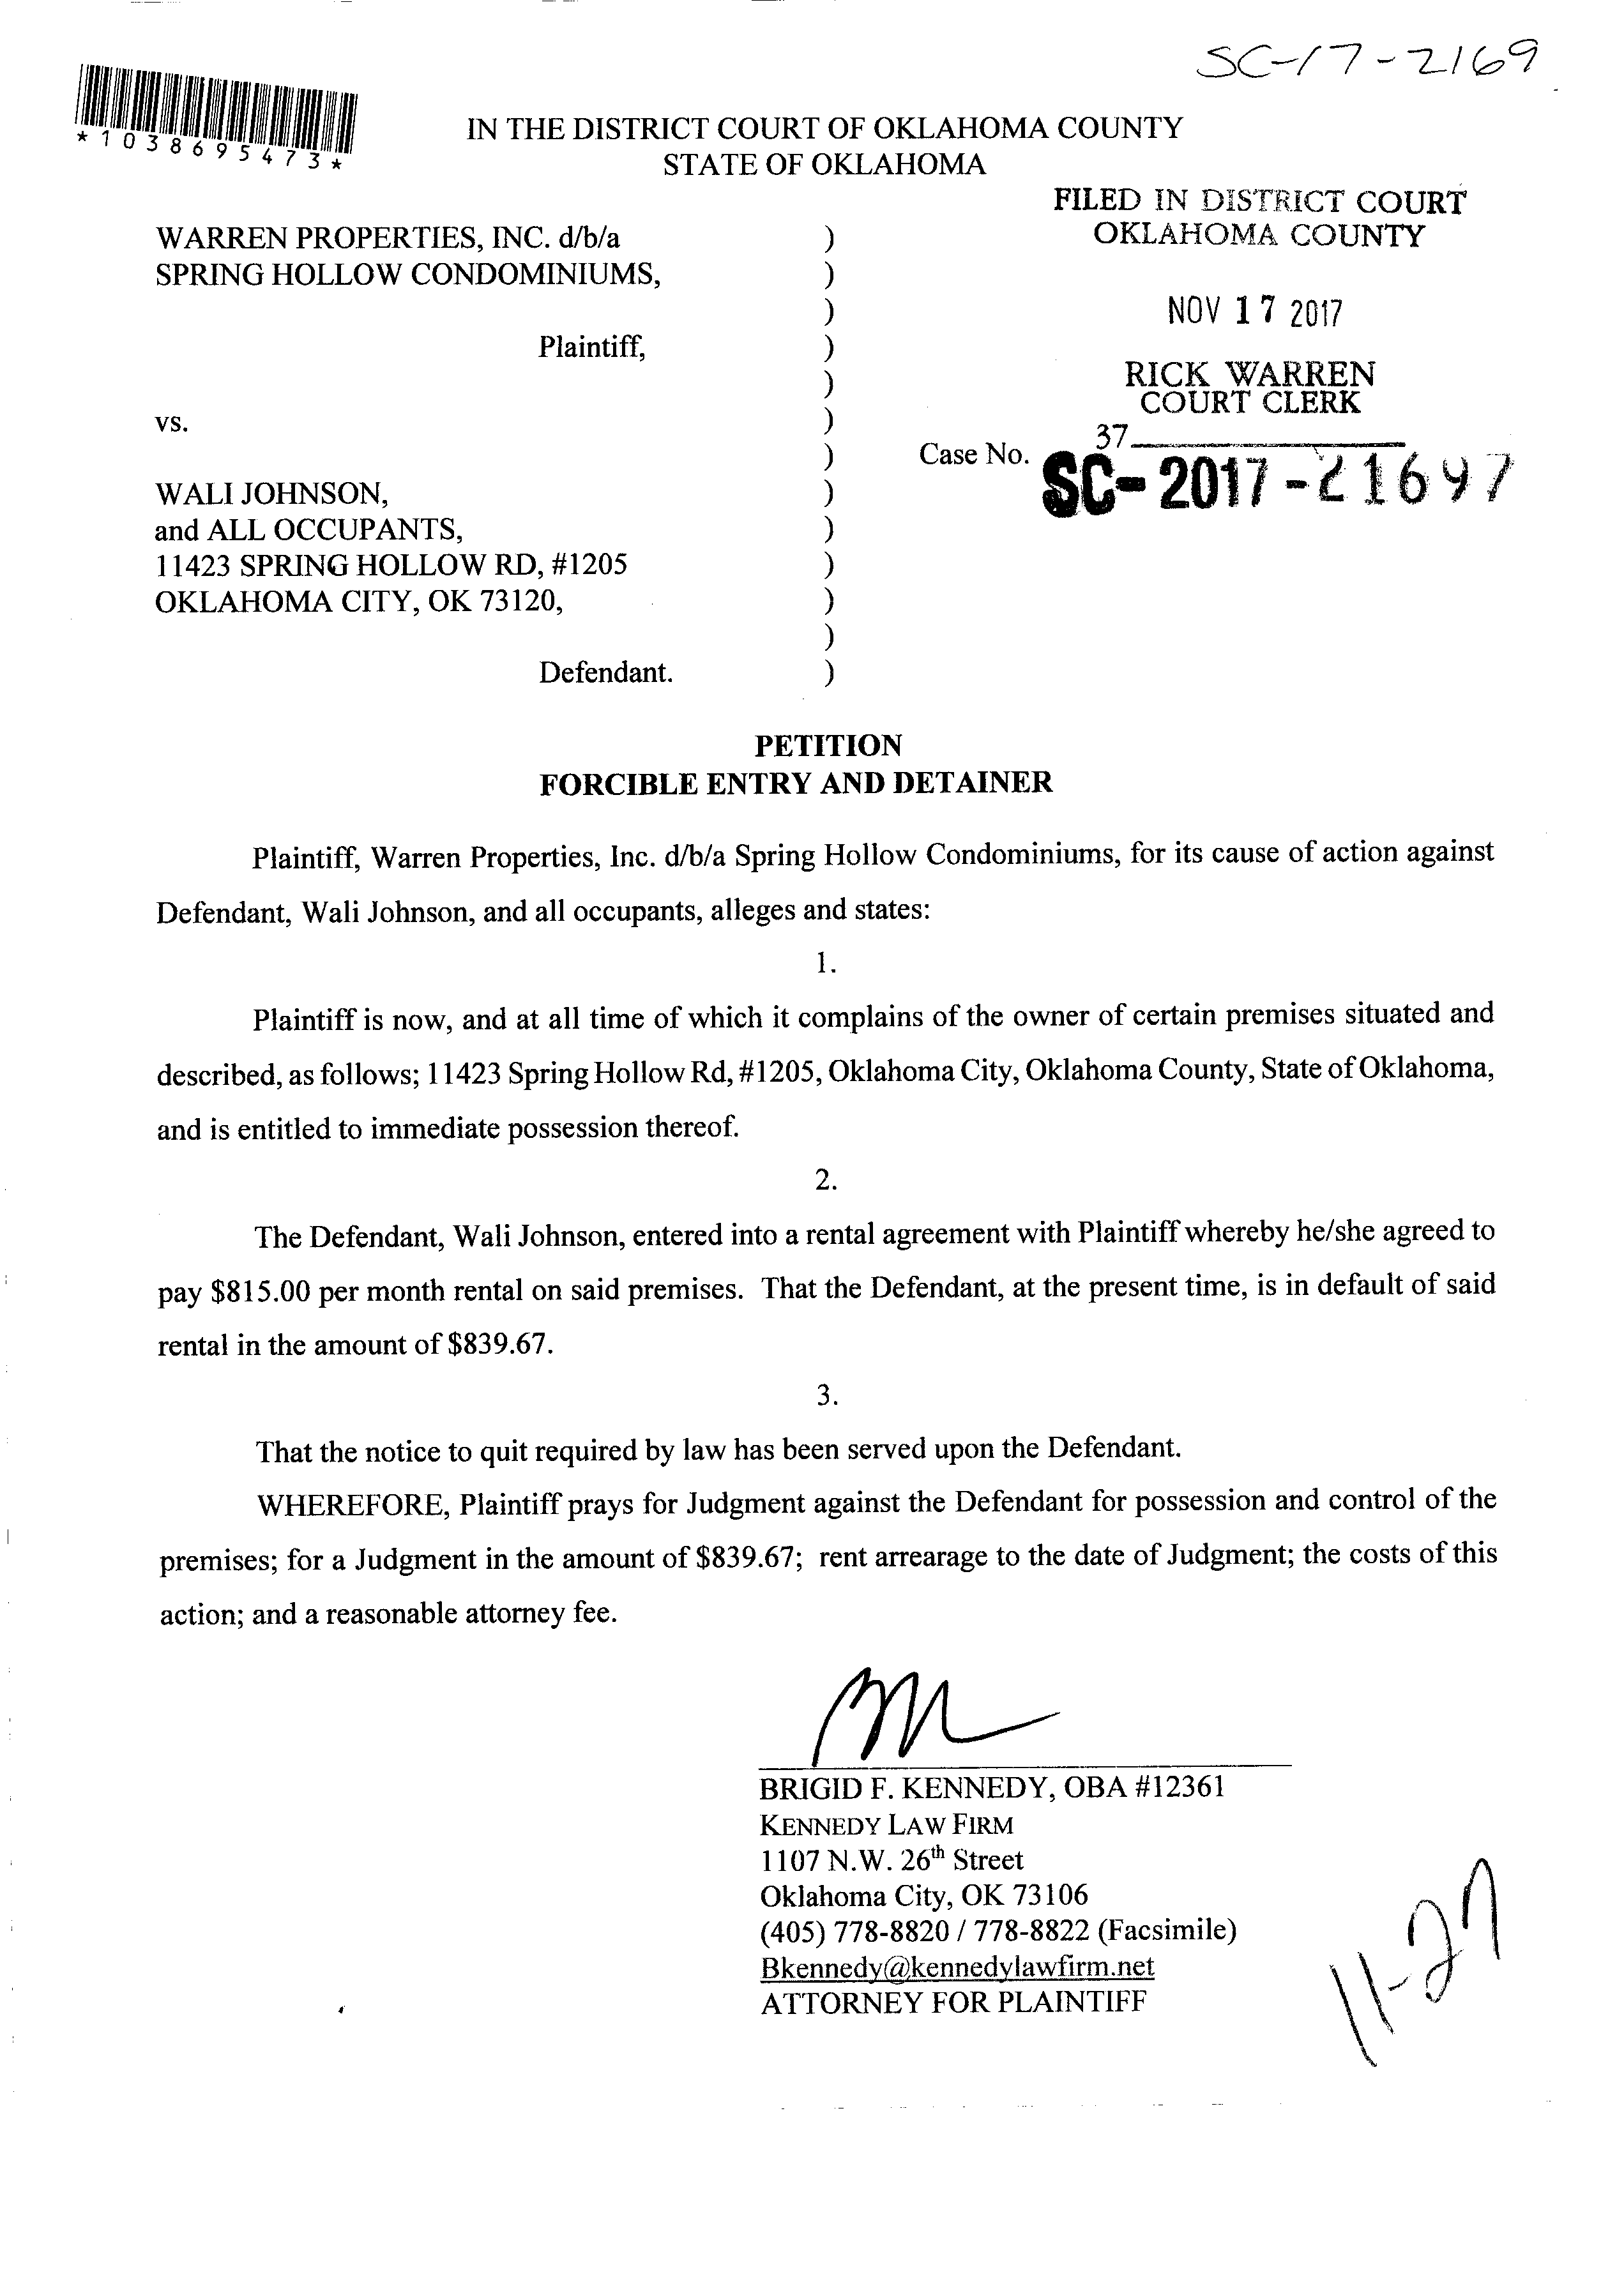 SC-17-2169
*1038695473*
IN THE DISTRICT COURT OF OKLAHOMA COUNTY
STATE OF OKLAHOMA
FILED IN DISTRICT COURT
OKLAHOMA COUNTY
WARREN PROPERTIES, INC. d/b/a )
SPRING HOLLOW CONDOMINIUMS, )
)
NOV 17 2017
Plaintiff, )
)
RICK WARREN
COURT CLERK
vs. )
37
) Case No. SC-2017-21697
WALI JOHNSON, )
and ALL OCCUPANTS, )
11423 SPRING HOLLOW RD, #1205 )
OKLAHOMA CITY, OK 73120, )
)
Defendant. )
PETITION
FORCIBLE ENTRY AND DETAINER
Plaintiff, Warren Properties, Inc. d/b/a Spring Hollow Condominiums, for its cause of action against
Defendant, Wali Johnson, and all occupants, alleges and states:
1.
Plaintiff is now, and at all time of which it complains of the owner of certain premises situated and
described, as follows; 11423 Spring Hollow Rd, #1205, Oklahoma City, Oklahoma County, State of Oklahoma,
and is entitled to immediate possession thereof.
2.
The Defendant, Wali Johnson, entered into a rental agreement with Plaintiff whereby he/she agreed to
pay $815.00 per month rental on said premises. That the Defendant, at the present time, is in default of said
rental in the amount of $839.67.
3.
That the notice to quit required by law has been served upon the Defendant.
WHEREFORE, Plaintiff prays for Judgment against the Defendant for possession and control of the
premises; for a Judgment in the amount of $839.67; rent arrearage to the date of Judgment; the costs of this
action; and a reasonable attorney fee.
BRIGID F. KENNEDY, OBA #12361
KENNEDY LAW FIRM
1107 N.W. 26th Street
Oklahoma City, OK 73106
(405) 778-8820 / 778-8822 (Facsimile)
Bkennedy@kennedylawfirm.net
ATTORNEY FOR PLAINTIFF
11-27